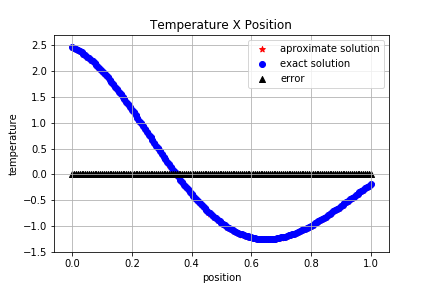 Temperature X Position
aproximate solution
exact solution
error
temperature
2.5
2.0
1.5
1.0
0.5
0.0
−0.5
−1.0
−1.5
0.0 0.2 0.4 0.6 0.8 1.0
position